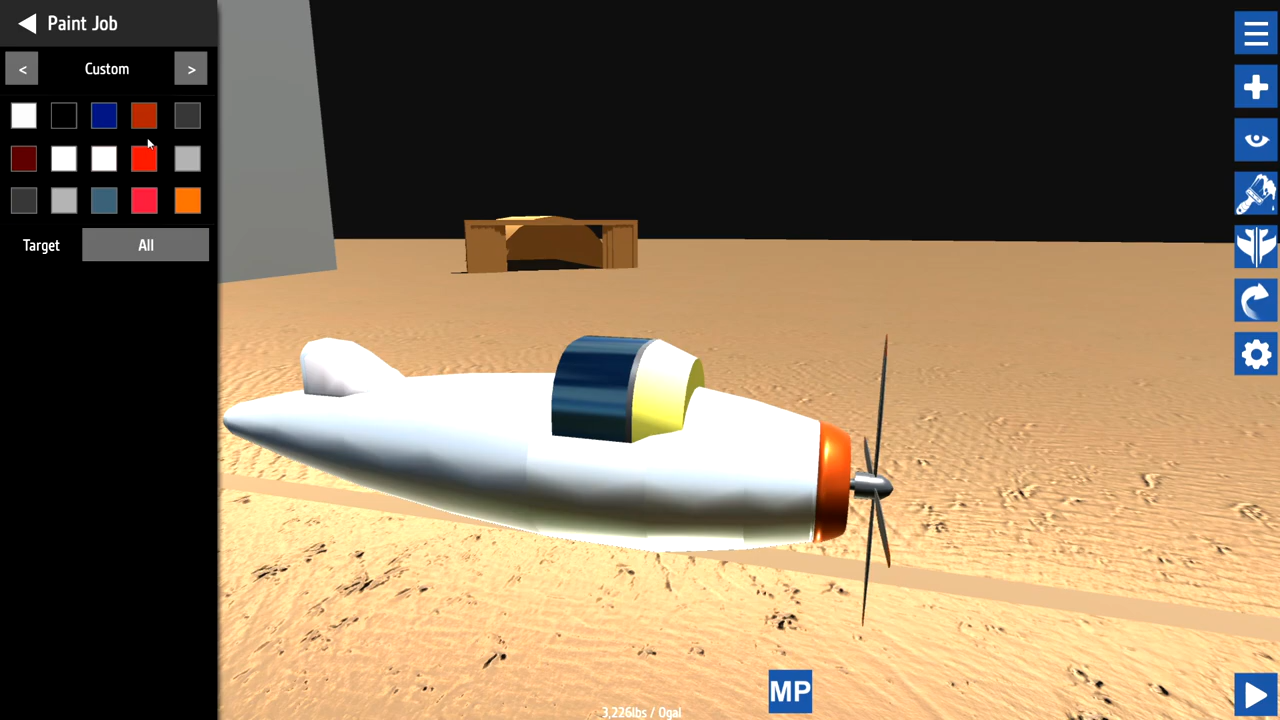 Paint Job
< Custom >
Target All
MP
3,226lbs / 0gal